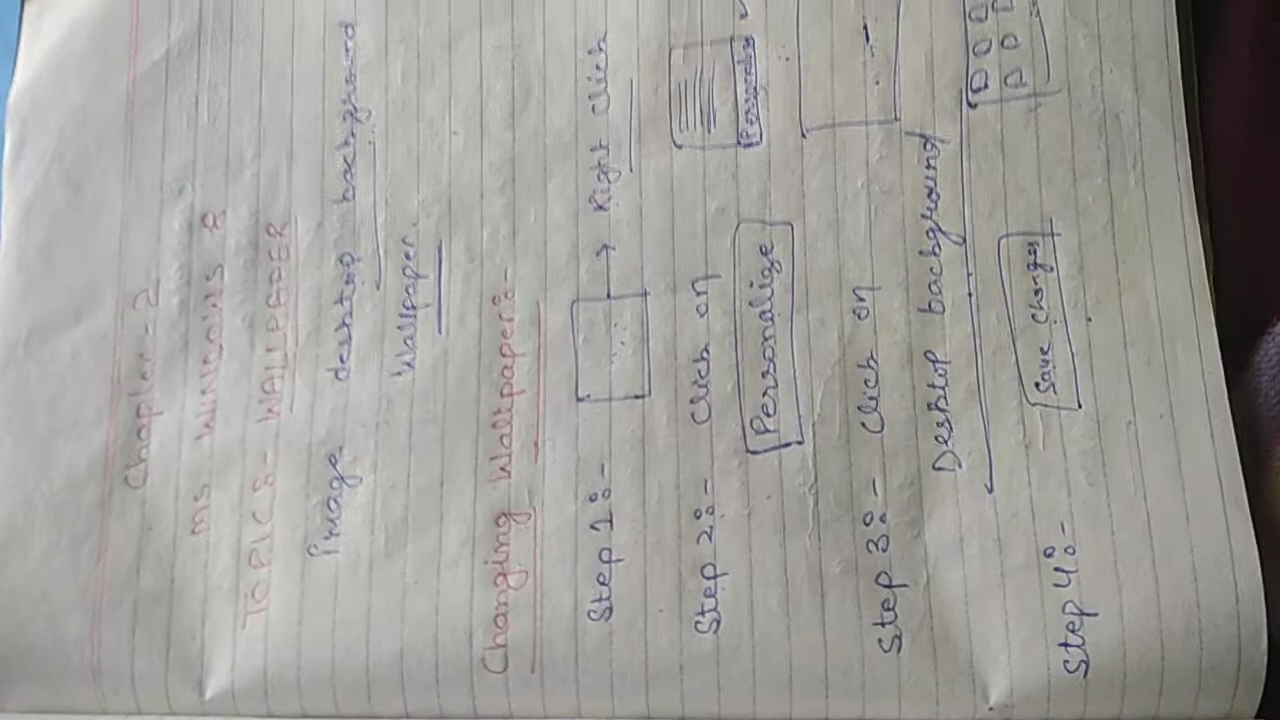 Chapter-2
MS WINDOWS 8
TOPICS- WALLPAPER
Image desktop background
Wallpaper.
Changing Wallpaper:-
Step 1:- → Right click
Step 2:- Click on
Personalize
Personalize
Step 3:- Click on
Desktop background
Step 4:- Save changes